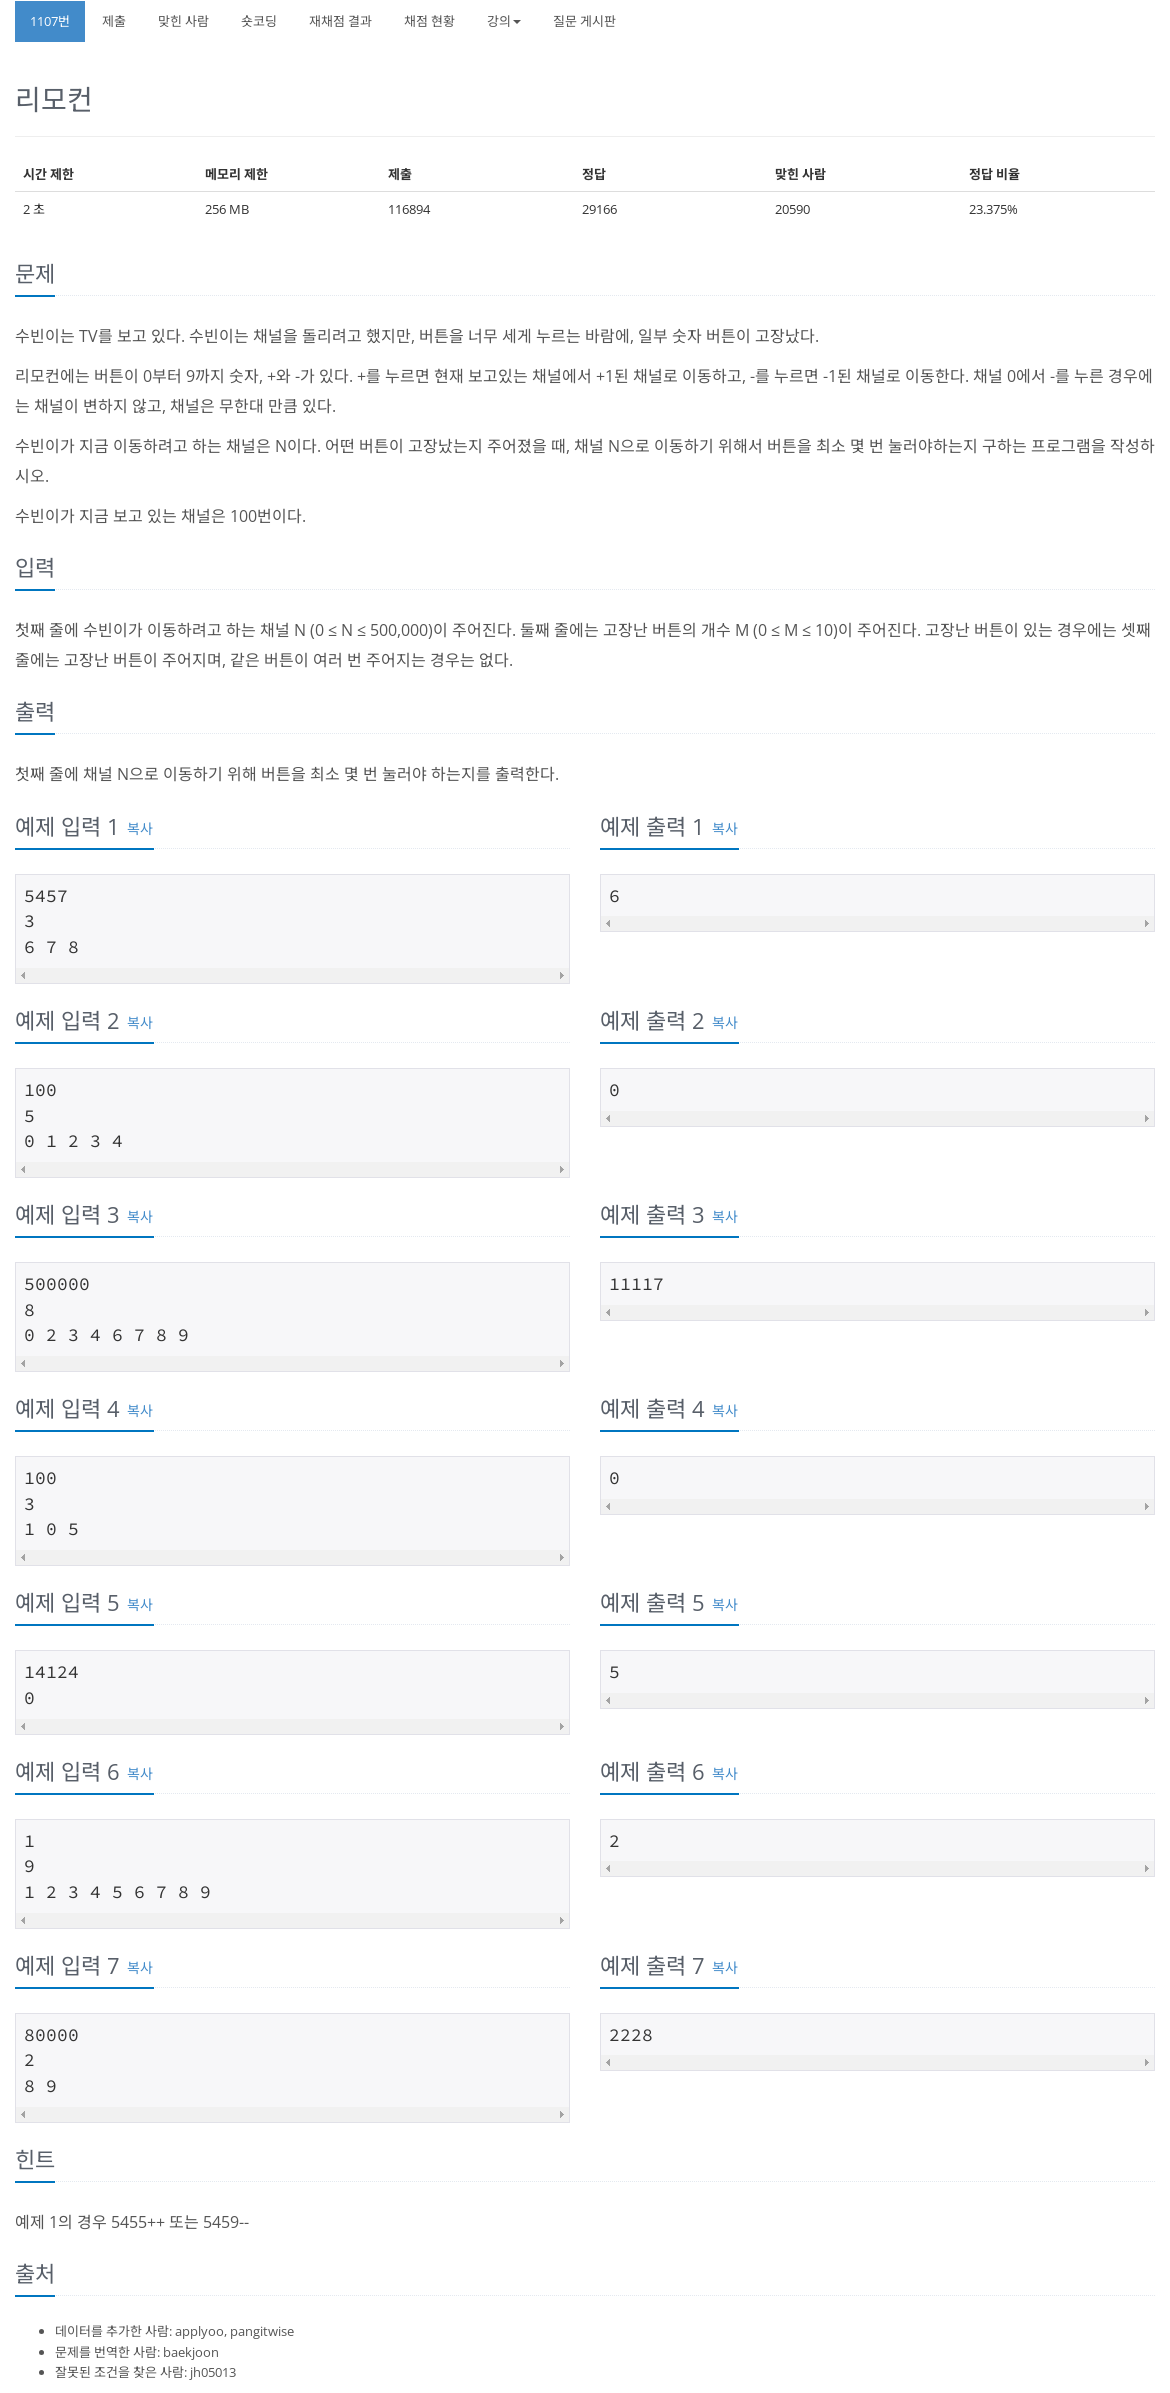 1107번 제출 맞힌 사람 숏코딩 재채점 결과 채점 현황 강의 질문 게시판
리모컨
시간 제한 메모리 제한 제출 정답 맞힌 사람 정답 비율
2 초 256 MB 116894 29166 20590 23.375%
문제
수빈이는 TV를 보고 있다. 수빈이는 채널을 돌리려고 했지만, 버튼을 너무 세게 누르는 바람에, 일부 숫자 버튼이 고장났다.
리모컨에는 버튼이 0부터 9까지 숫자, +와 -가 있다. +를 누르면 현재 보고있는 채널에서 +1된 채널로 이동하고, -를 누르면 -1된 채널로 이동한다. 채널 0에서 -를 누른 경우에
는 채널이 변하지 않고, 채널은 무한대 만큼 있다.
수빈이가 지금 이동하려고 하는 채널은 N이다. 어떤 버튼이 고장났는지 주어졌을 때, 채널 N으로 이동하기 위해서 버튼을 최소 몇 번 눌러야하는지 구하는 프로그램을 작성하
시오.
수빈이가 지금 보고 있는 채널은 100번이다.
입력
첫째 줄에 수빈이가 이동하려고 하는 채널 N (0 ≤ N ≤ 500,000)이 주어진다. 둘째 줄에는 고장난 버튼의 개수 M (0 ≤ M ≤ 10)이 주어진다. 고장난 버튼이 있는 경우에는 셋째
줄에는 고장난 버튼이 주어지며, 같은 버튼이 여러 번 주어지는 경우는 없다.
출력
첫째 줄에 채널 N으로 이동하기 위해 버튼을 최소 몇 번 눌러야 하는지를 출력한다.
예제 입력 1 복사
5457
3
6 7 8
예제 출력 1 복사
6
예제 입력 2 복사
100
5
0 1 2 3 4
예제 출력 2 복사
0
예제 입력 3 복사
500000
8
0 2 3 4 6 7 8 9
예제 출력 3 복사
11117
예제 입력 4 복사
100
3
1 0 5
예제 출력 4 복사
0
예제 입력 5 복사
14124
0
예제 출력 5 복사
5
예제 입력 6 복사
1
9
1 2 3 4 5 6 7 8 9
예제 출력 6 복사
2
예제 입력 7 복사
80000
2
8 9
예제 출력 7 복사
2228
힌트
예제 1의 경우 5455++ 또는 5459--
출처
데이터를 추가한 사람: applyoo, pangitwise
문제를 번역한 사람: baekjoon
잘못된 조건을 찾은 사람: jh05013